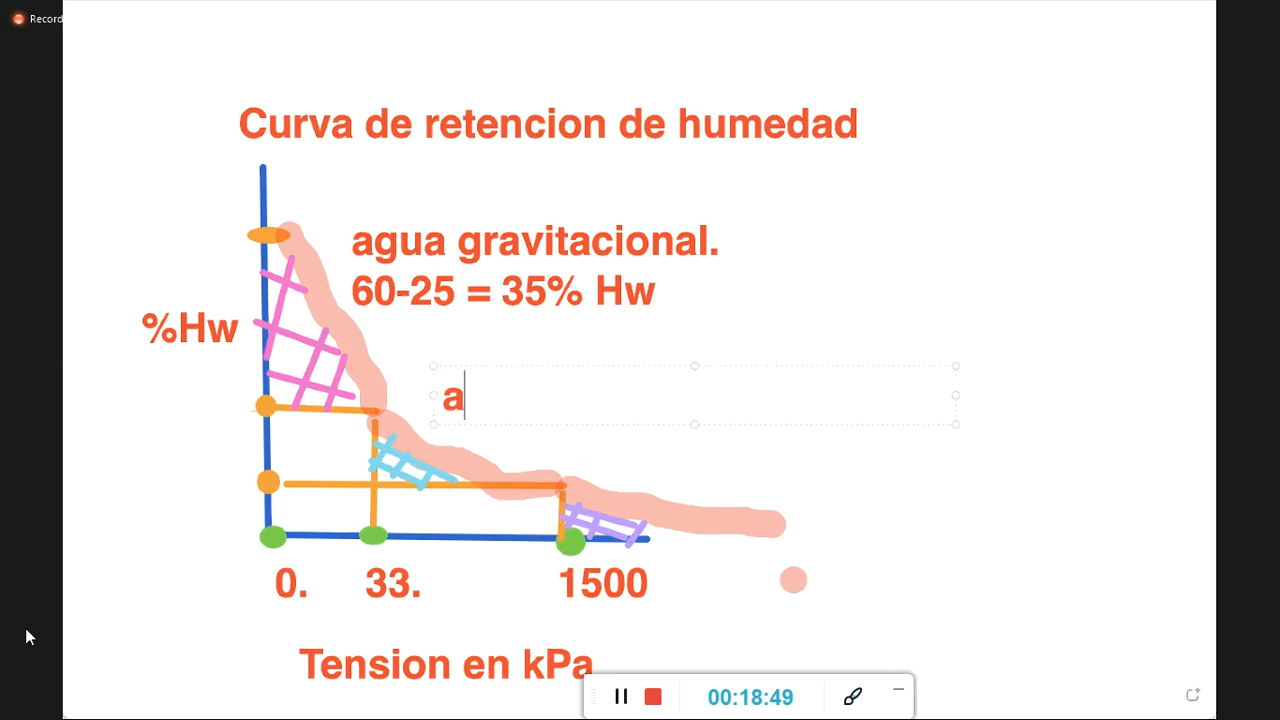 Record
Curva de retencion de humedad
agua gravitacional.
60-25 = 35% Hw
%Hw
a
0. 33. 1500
Tension en kPa
00:18:49